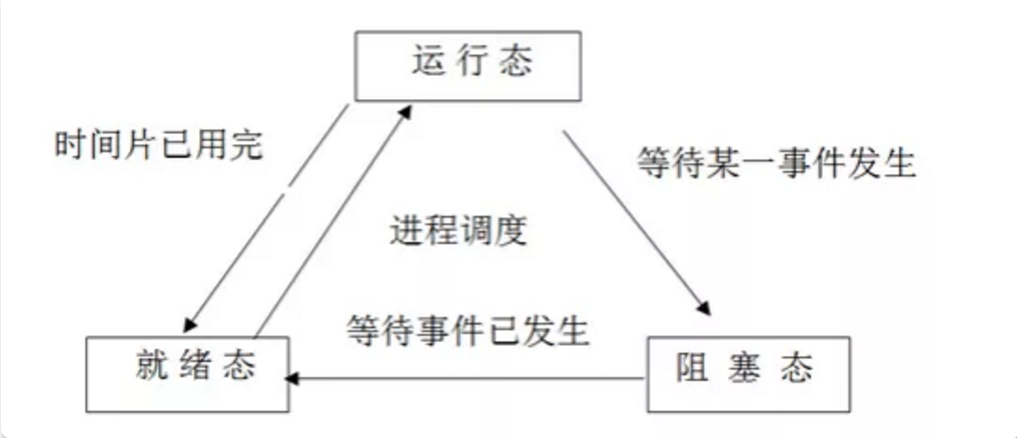 运行态
时间片已用完
等待某一事件发生
进程调度
等待事件已发生
就绪态
阻塞态